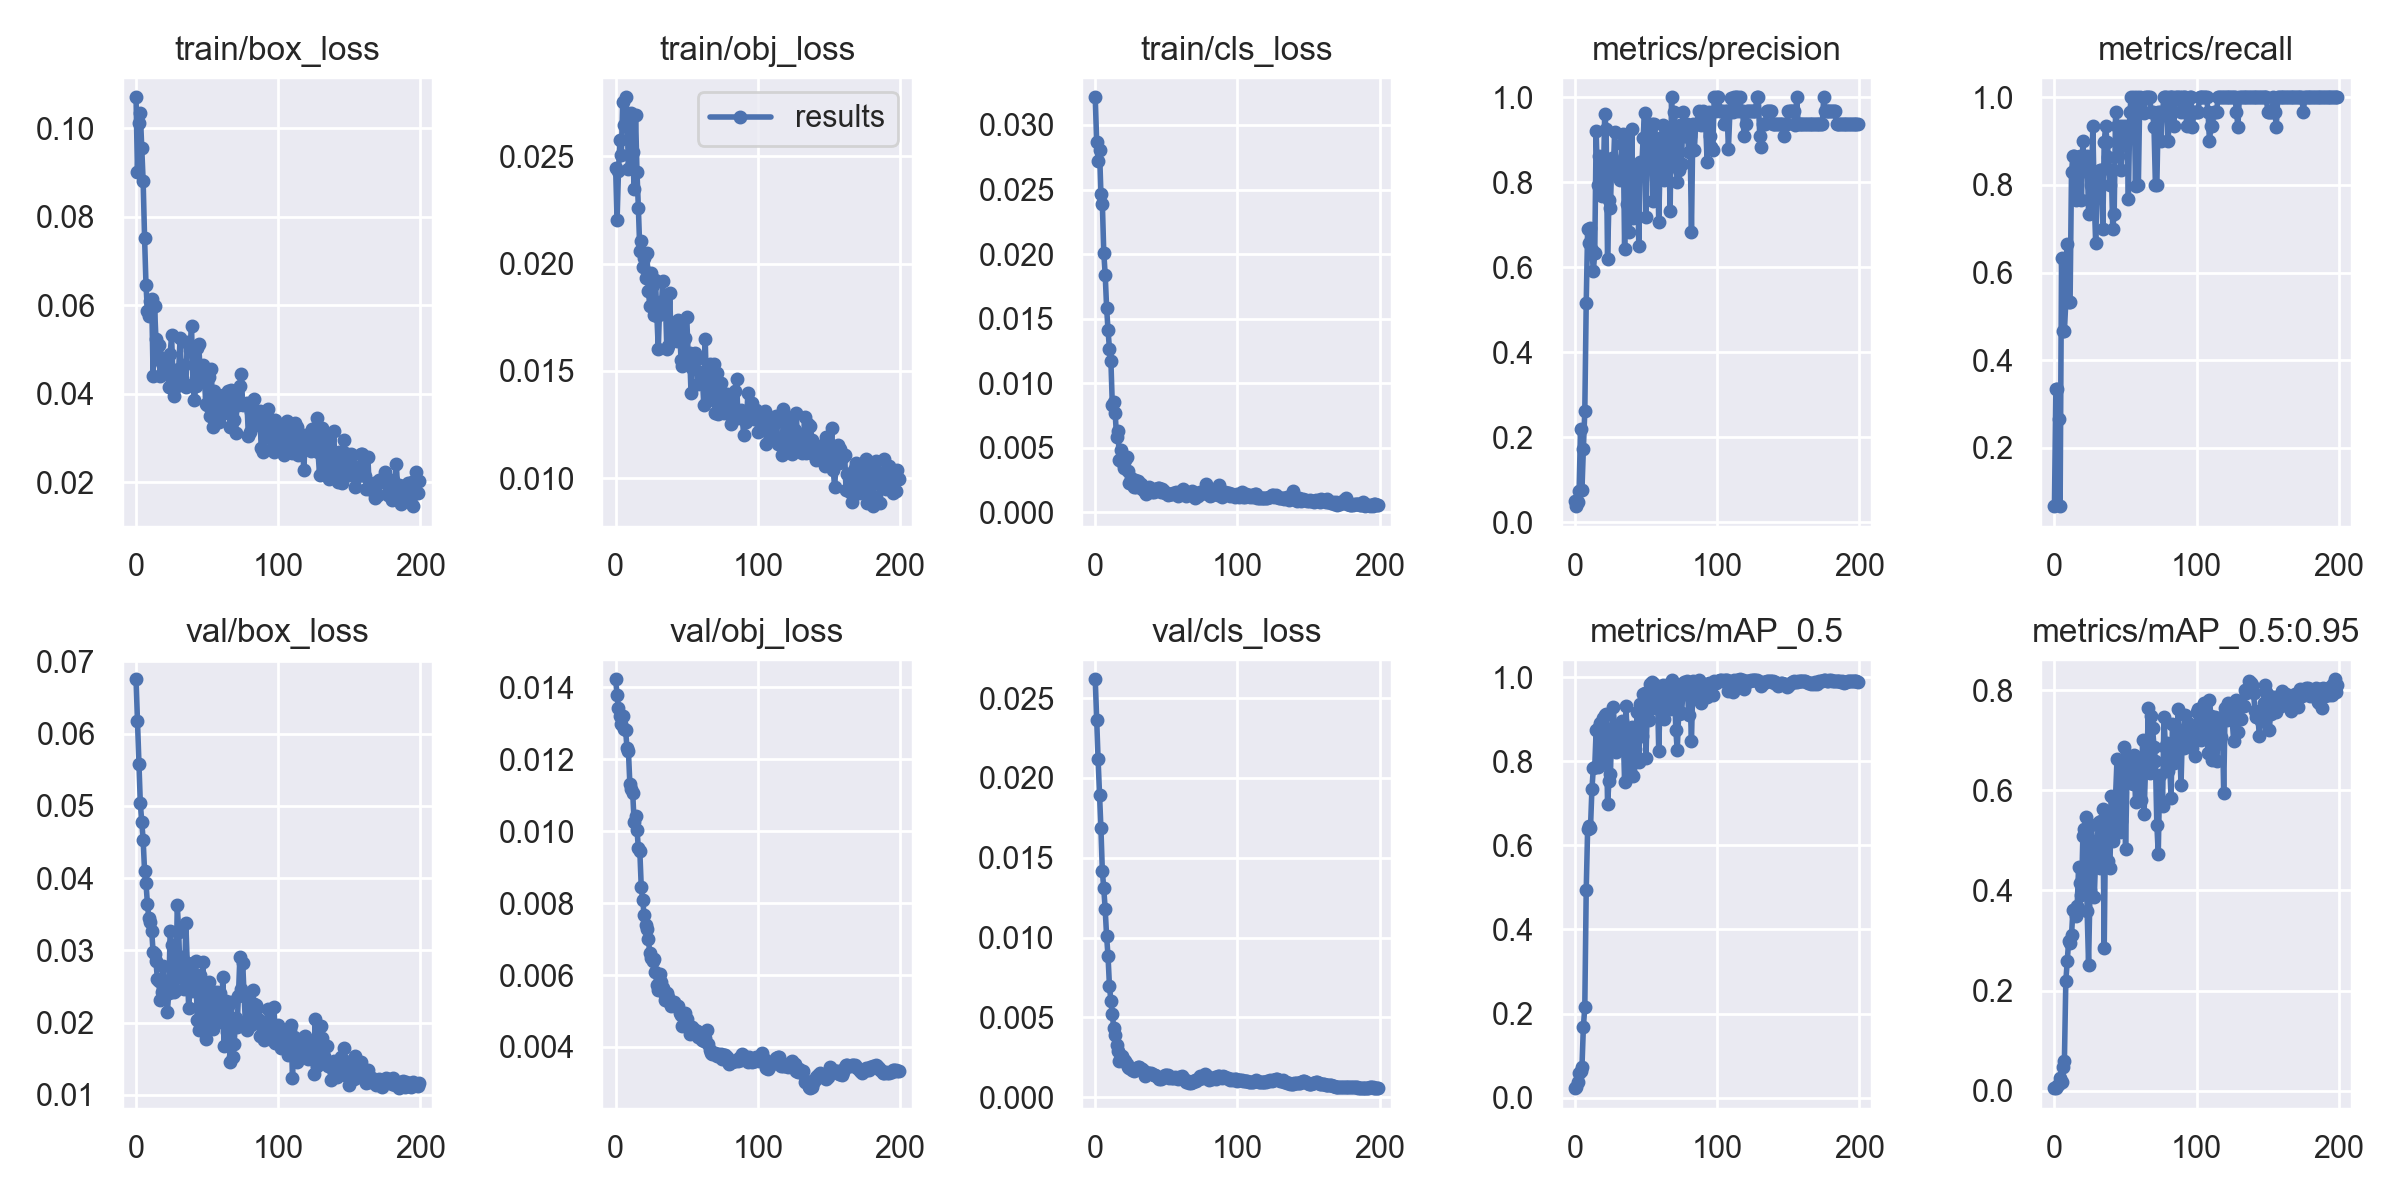 train/box_loss
train/obj_loss
train/cls_loss
metrics/precision
metrics/recall
results
0.10
0.08
0.06
0.04
0.02
0 100 200
0.025
0.020
0.015
0.010
0 100 200
0.030
0.025
0.020
0.015
0.010
0.005
0.000
0 100 200
1.0
0.8
0.6
0.4
0.2
0.0
0 100 200
1.0
0.8
0.6
0.4
0.2
0 100 200
val/box_loss
val/obj_loss
val/cls_loss
metrics/mAP_0.5
metrics/mAP_0.5:0.95
0.07
0.06
0.05
0.04
0.03
0.02
0.01
0 100 200
0.014
0.012
0.010
0.008
0.006
0.004
0 100 200
0.025
0.020
0.015
0.010
0.005
0.000
0 100 200
1.0
0.8
0.6
0.4
0.2
0.0
0 100 200
0.8
0.6
0.4
0.2
0.0
0 100 200